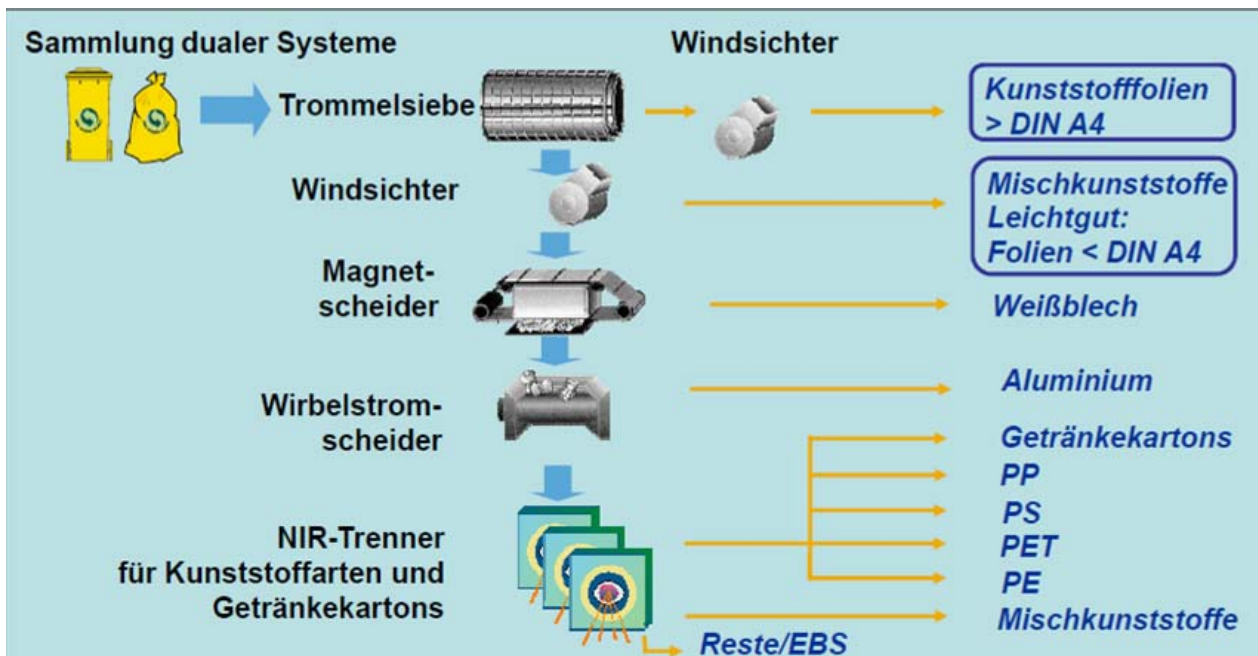 Sammlung dualer Systeme
Windsichter
Trommelsiebe
Kunststofffolien
> DIN A4
Windsichter
Mischkunststoffe
Leichtgut:
Folien < DIN A4
Magnet-
scheider
Weißblech
Wirbelstrom-
scheider
Aluminium
Getränkekartons
PP
PS
PET
PE
NIR-Trenner
für Kunststoffarten und
Getränkekartons
Mischkunststoffe
Reste/EBS